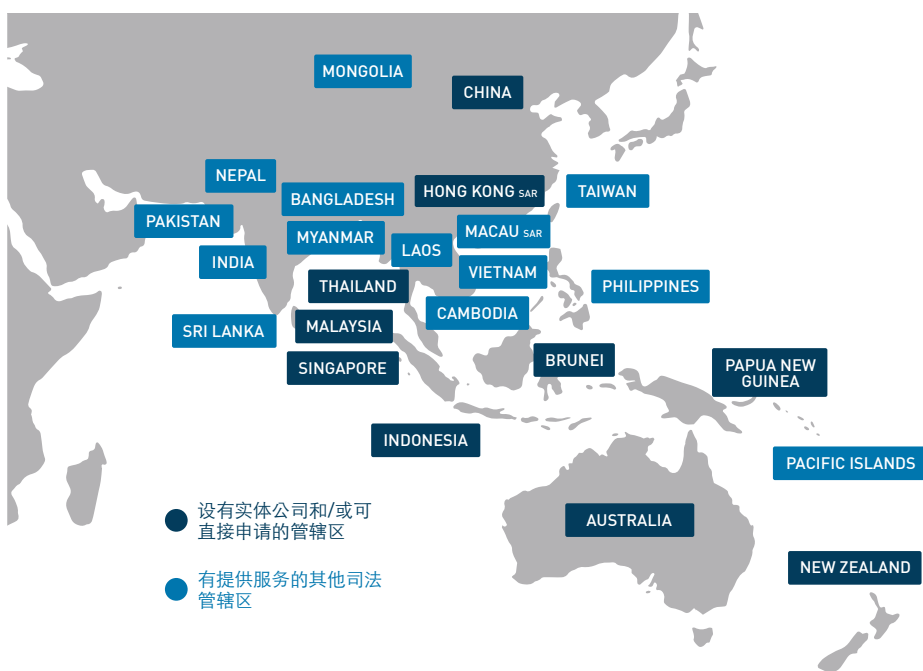 MONGOLIA
CHINA
NEPAL
BANGLADESH
HONG KONG SAR
TAIWAN
PAKISTAN
MYANMAR
LAOS
MACAU SAR
INDIA
VIETNAM
THAILAND
PHILIPPINES
CAMBODIA
SRI LANKA
MALAYSIA
SINGAPORE
BRUNEI
PAPUA NEW
GUINEA
INDONESIA
PACIFIC ISLANDS
设有实体公司和/或可
直接申请的管辖区
AUSTRALIA
NEW ZEALAND
有提供服务的其他司法
管辖区